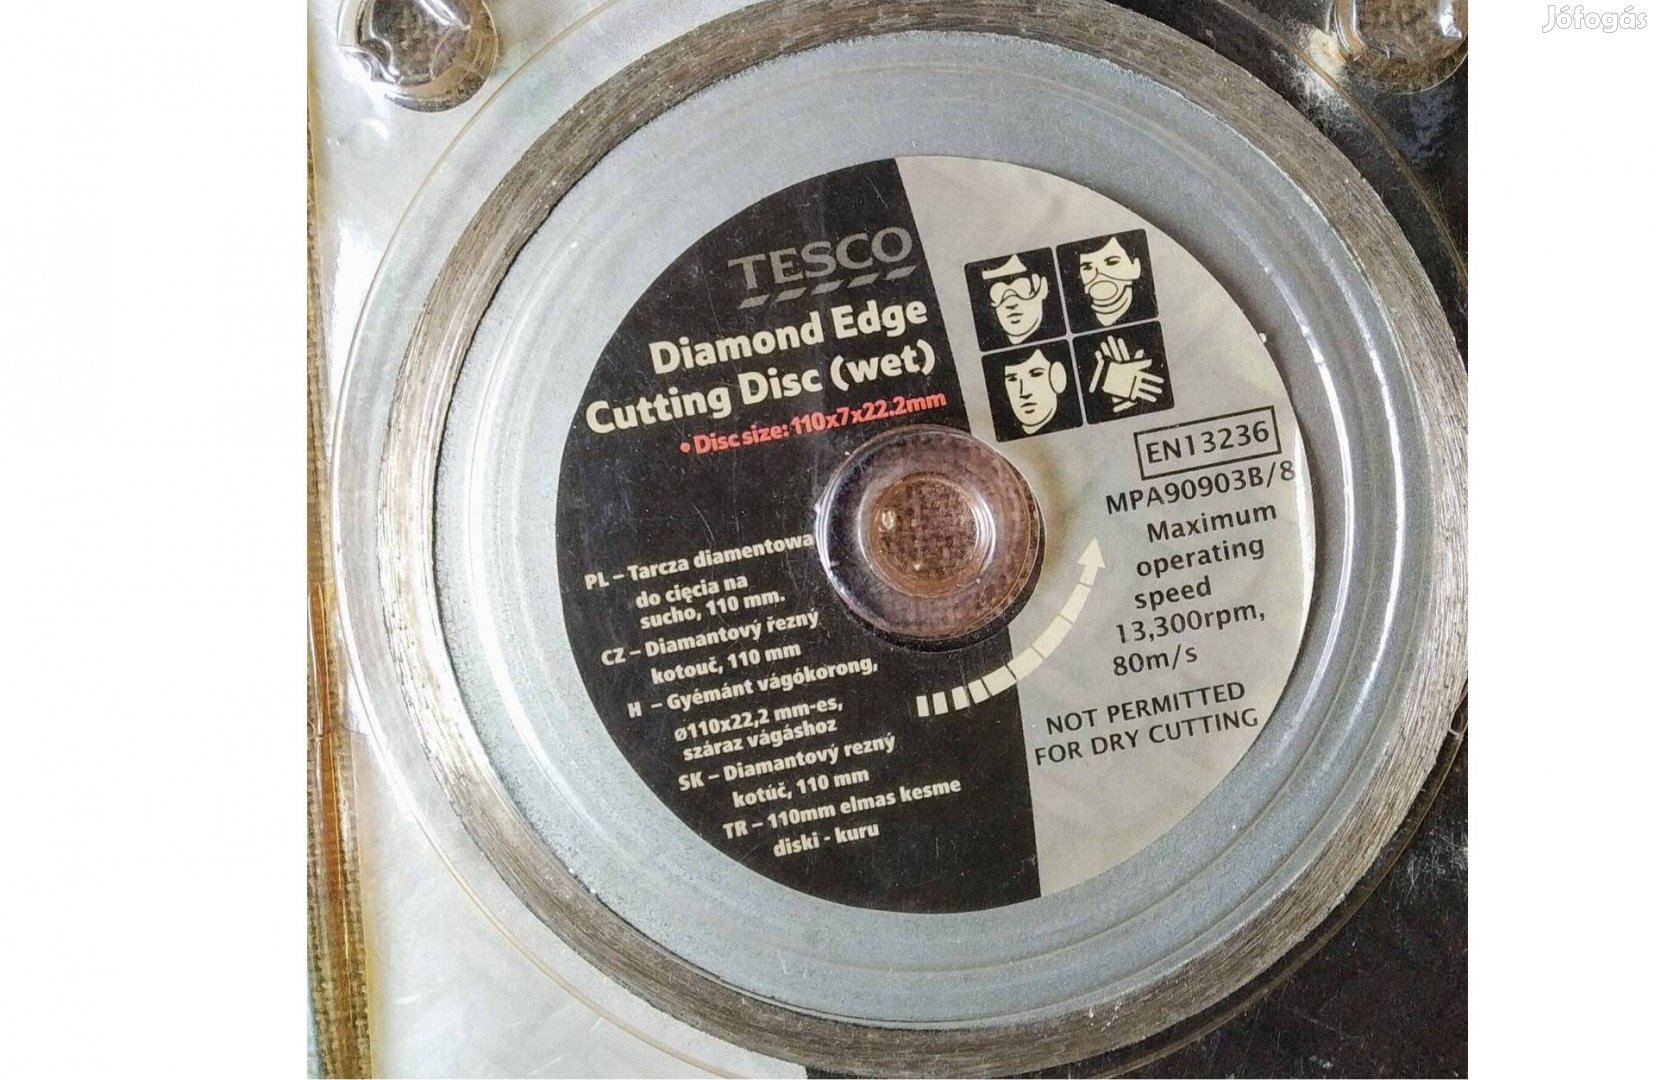 Jófogás
TESCO
Diamond Edge
Cutting Disc (wet)
• Disc size: 110x7x22.2mm
PL – Tarcza diamentowa
do cięcia na
sucho, 110 mm.
CZ – Diamantový řezný
kotouč, 110 mm
H – Gyémánt vágókorong,
ø110x22,2 mm-es,
száraz vágáshoz
SK – Diamantový rezný
kotúč, 110 mm
TR – 110mm elmas kesme
diski - kuru
EN13236
MPA90903B/8
Maximum
operating
speed
13,300rpm,
80m/s
NOT PERMITTED
FOR DRY CUTTING